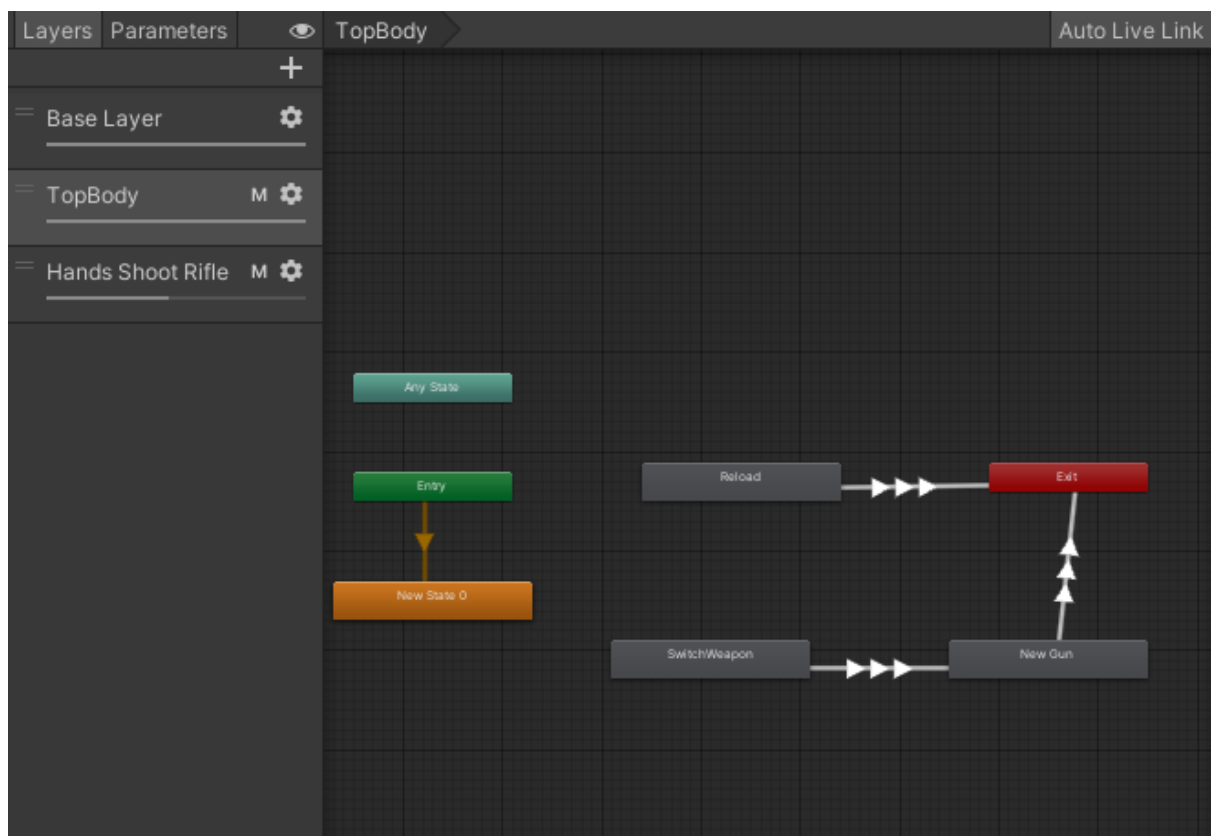 Layers Parameters
TopBody
Auto Live Link
Base Layer
TopBody M
Hands Shoot Rifle M
Any State
Entry
New State 0
Reload
Exit
SwitchWeapon
New Gun